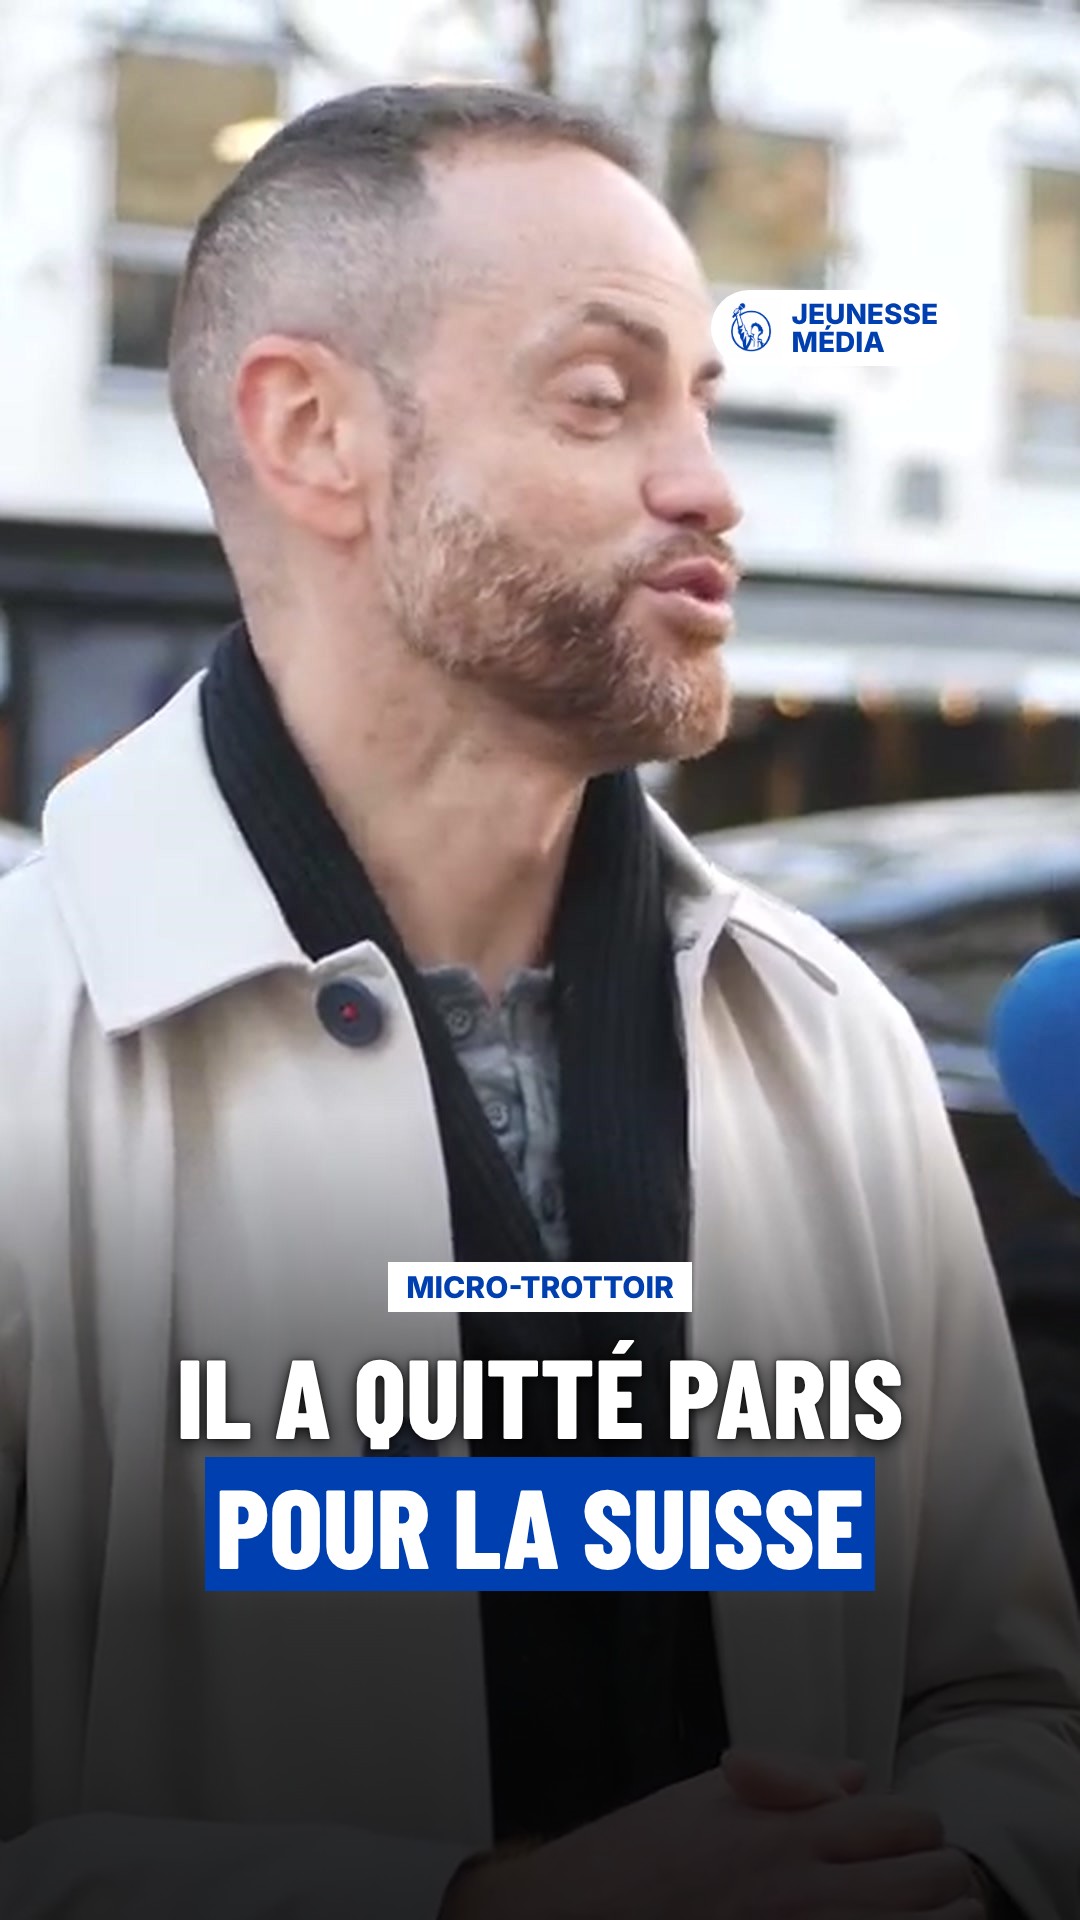 JEUNESSE
MÉDIA
MICRO-TROTTOIR
IL A QUITTÉ PARIS
POUR LA SUISSE